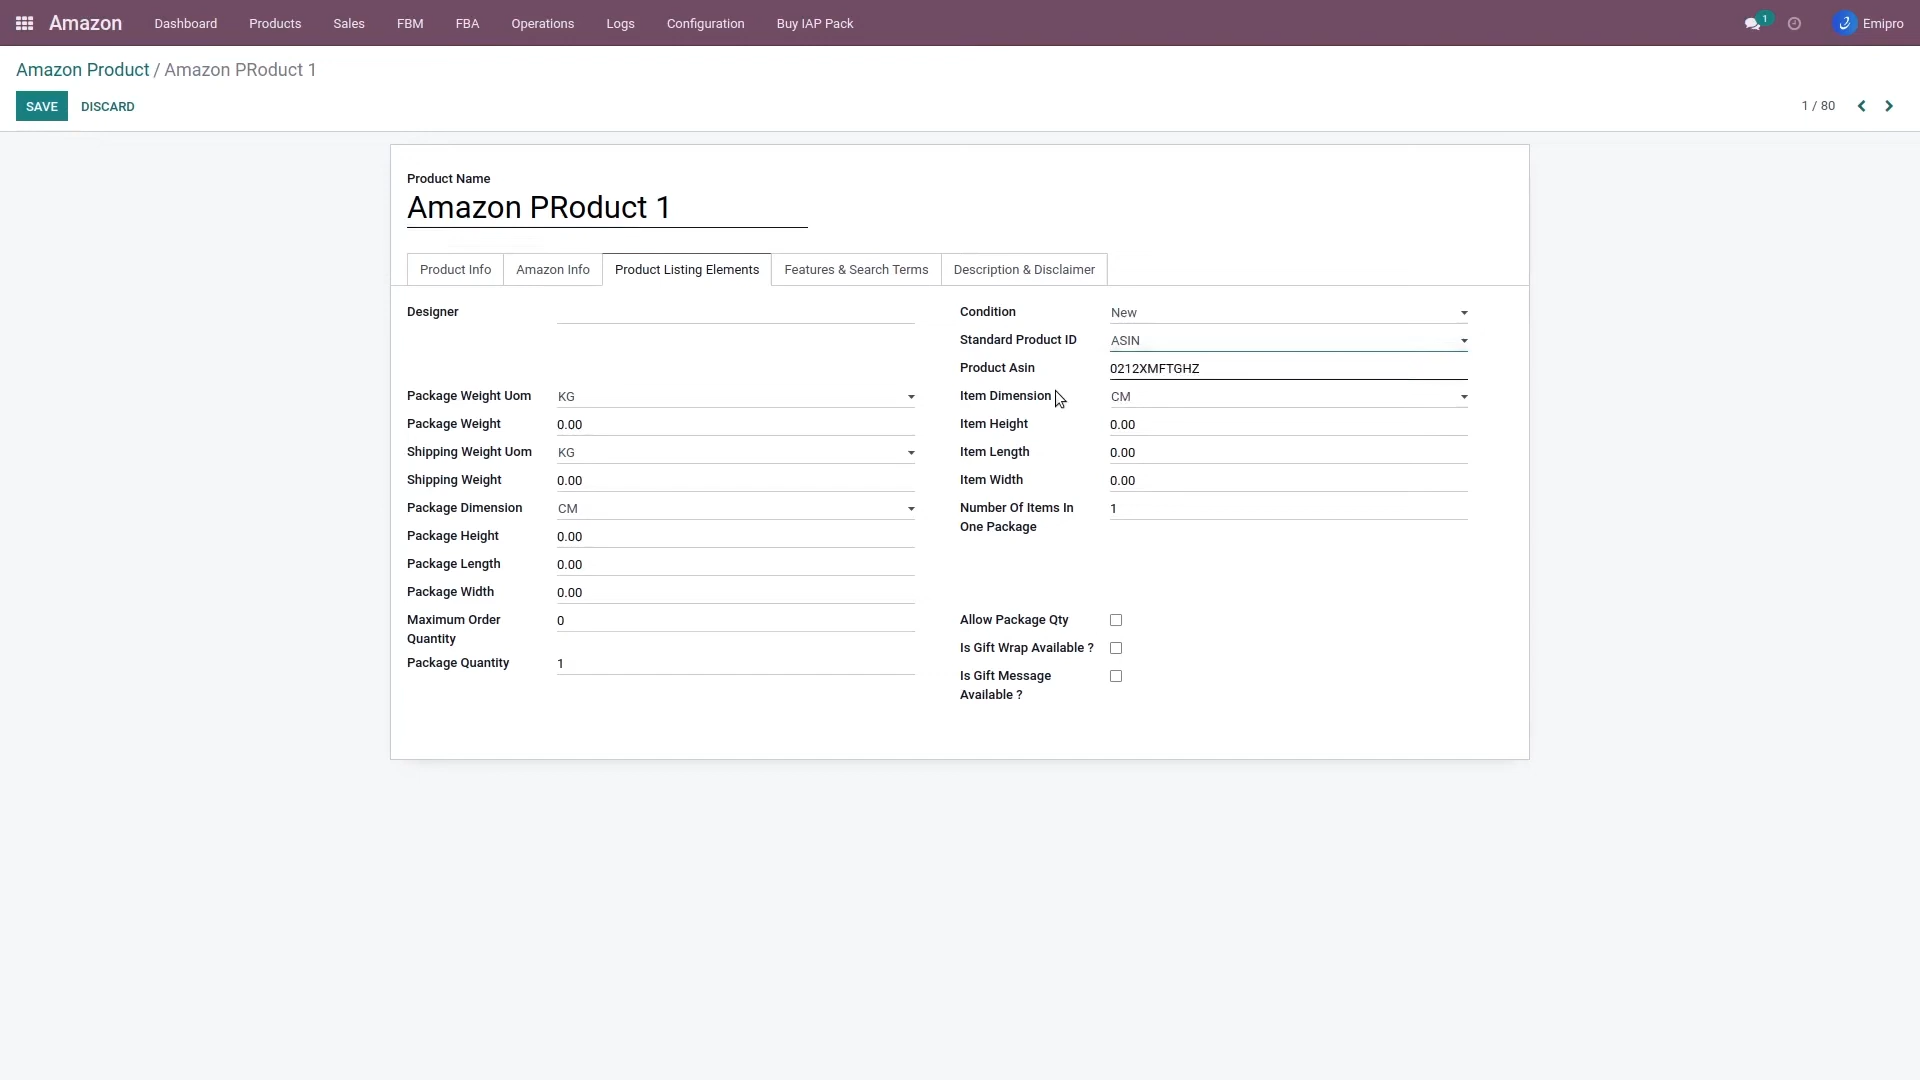 Amazon Dashboard Products Sales FBM FBA Operations Logs Configuration Buy IAP Pack 1 Emipro
Amazon Product / Amazon PRoduct 1
SAVE DISCARD 1 / 80
Product Name
Amazon PRoduct 1
Product Info Amazon Info Product Listing Elements Features & Search Terms Description & Disclaimer
Designer
Package Weight Uom KG
Package Weight 0.00
Shipping Weight Uom KG
Shipping Weight 0.00
Package Dimension CM
Package Height 0.00
Package Length 0.00
Package Width 0.00
Maximum Order 0
Quantity
Package Quantity 1
Condition New
Standard Product ID ASIN
Product Asin 0212XMFTGHZ
Item Dimension CM
Item Height 0.00
Item Length 0.00
Item Width 0.00
Number Of Items In 1
One Package
Allow Package Qty
Is Gift Wrap Available ?
Is Gift Message
Available ?